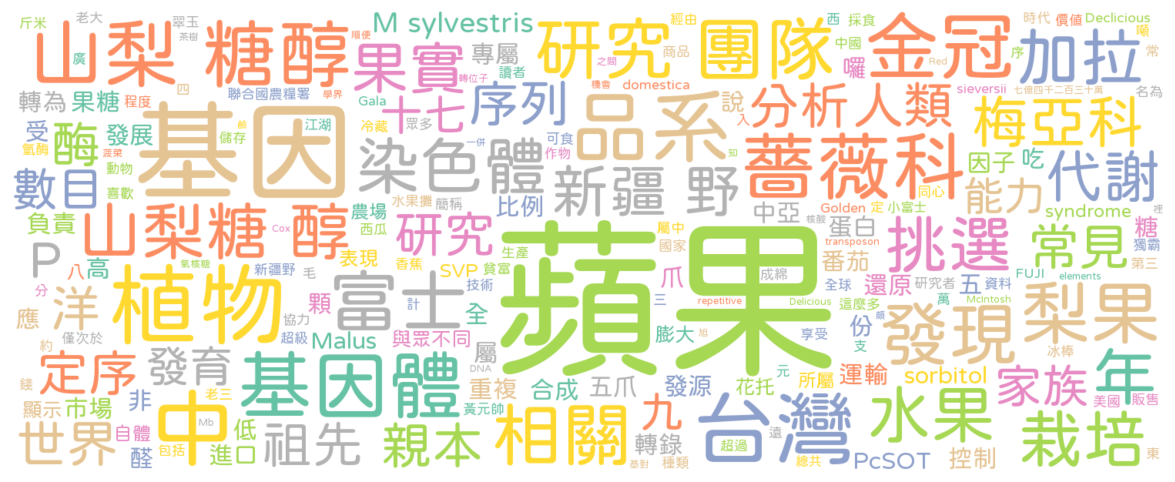 斤米 老大 翠玉 M sylvestris 經由 西 採食 時代 價值 Declicious 嘴
山梨 糖醇 茶樹 順便 專屬 研究 團隊 商品 中國 金冠 序 Red 加拉 常
廣 果實 轉位子 讀者 之間 機會 囉
轉為 果糖 程度 四 聯合國農糧署 學界 Gala 十七 序列 domestica 說 分析 人類 sieversii 七億四千二百三十萬 名為
受 酶 發展 儲存 鹼 江湖 冷藏 眾多 可食 作物 品系 入 梅亞科
氫酶 菠菜 動物 基因 染色體 一併 知 薔薇科 因子 吃 代謝
數目 喜歡 新疆 野 同心 能力 裡
負責 山梨糖 醇 農場 水果攤 簡稱 比例 中亞 Golden 定 小富士 syndrome 糖
西瓜 Cox 研究 生產 屬中 蛋白 核酸 挑選 常見 獨霸
P 八 高 氧核糖 表現 香蕉 國家 transposon 番茄 第三
分 洋 植物 新疆野 毛 SVP 貧富 蘋果 爪 成綿 還原 研究者 五 資料 FUJI elements
應 計 富士 技術 三 repetitive Delicious 全球 萬 McIntosh 梨果
僅次於 協力 顆 全 膨大 旭 這麼多 份 頗
約 超級 Malus 與眾不同 享受 支 發現 冰棒
定序 發育 基因體 屬 DNA 元 年
錢 老三 重複 合成 五爪 發源 花托 所屬 運輸 sorbitol 家族 美國 販售
顯示 市場 非 中 Mb 黃元帥 九 台灣 水果
世界 自體 低 祖先 親本 相關 轉錄 超過 遠 栽培
醛 包括 進口 基對 種類 總共 PcSOT 控制 東